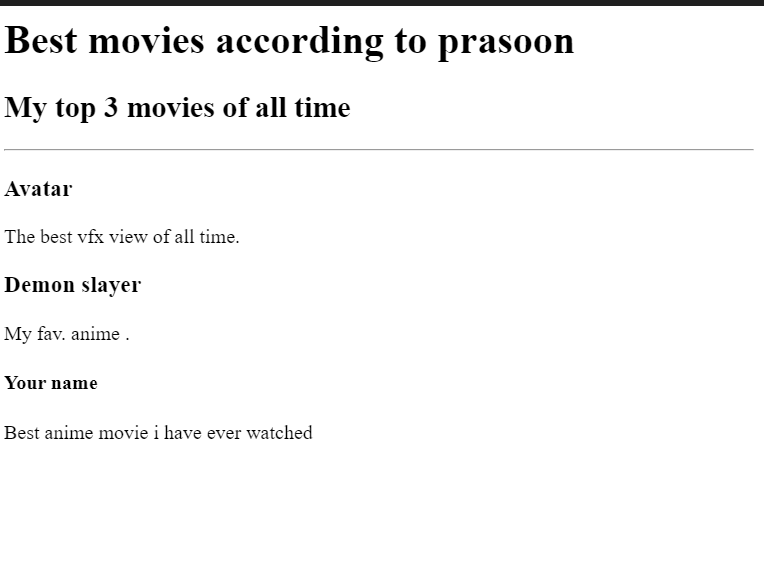 Best movies according to prasoon
My top 3 movies of all time
Avatar
The best vfx view of all time.
Demon slayer
My fav. anime .
Your name
Best anime movie i have ever watched